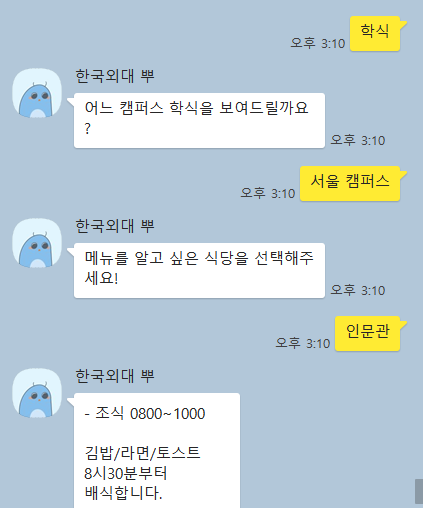 학식
오후 3:10
한국외대 뿌
어느 캠퍼스 학식을 보여드릴까요
?
오후 3:10
서울 캠퍼스
오후 3:10
한국외대 뿌
메뉴를 알고 싶은 식당을 선택해주
세요!
오후 3:10
인문관
오후 3:10
한국외대 뿌
- 조식 0800~1000
김밥/라면/토스트
8시30분부터
배식합니다.